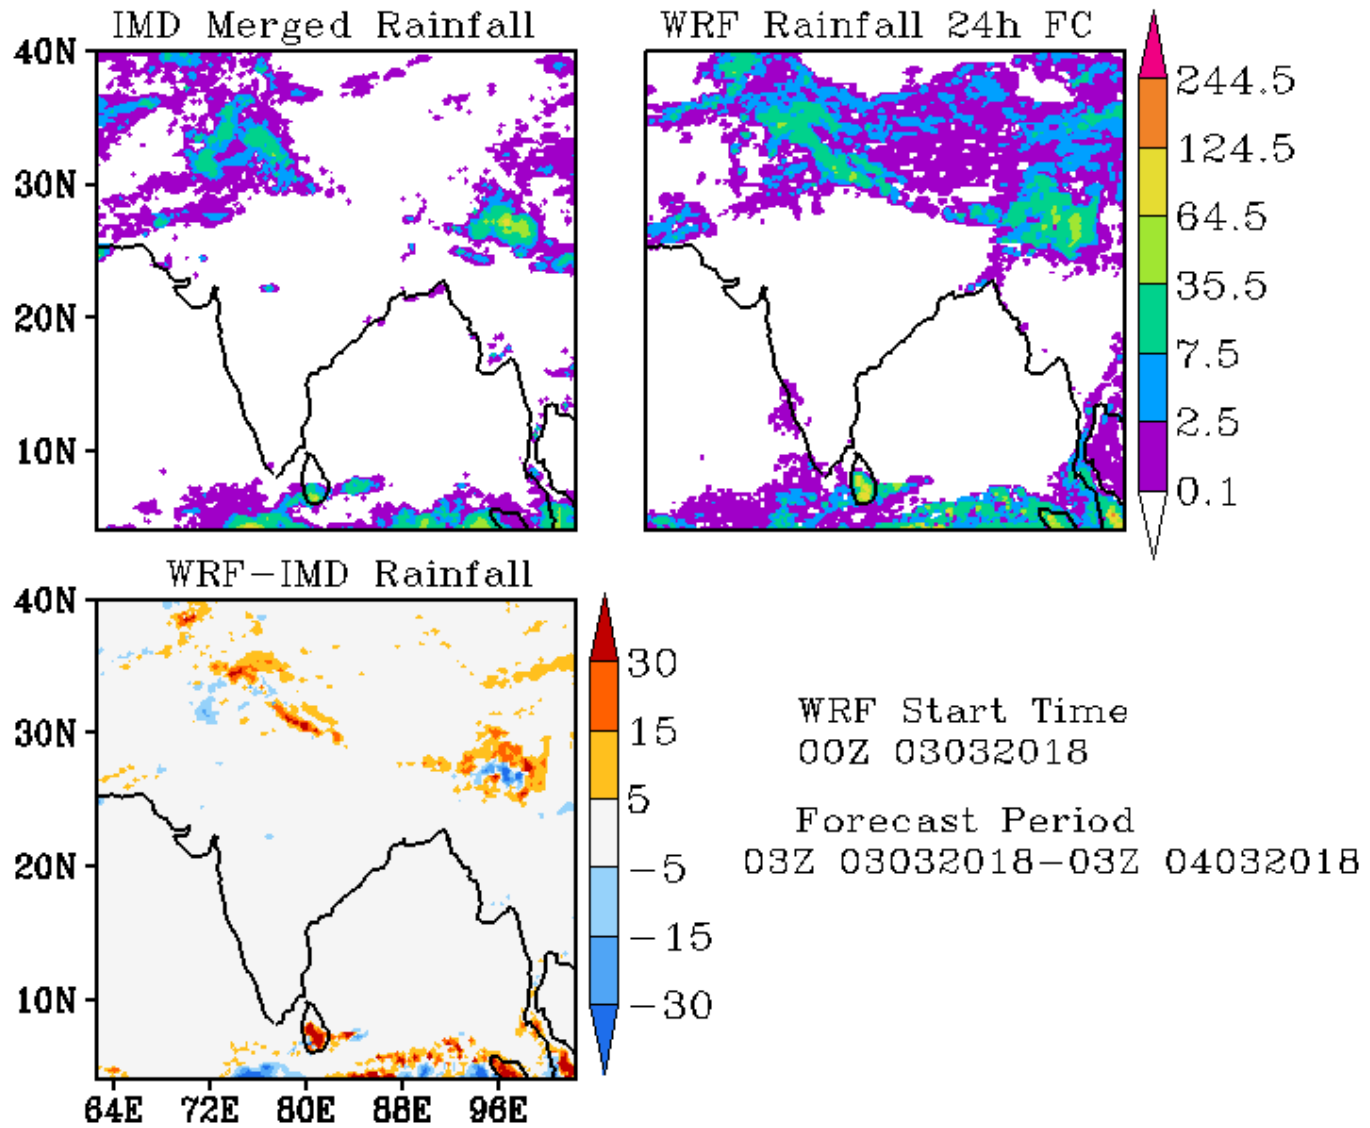 IMD Merged Rainfall
WRF Rainfall 24h FC
40N
30N
20N
10N
244.5
124.5
64.5
35.5
7.5
2.5
0.1
WRF-IMD Rainfall
40N
30N
20N
10N
64E 72E 80E 88E 96E
30
15
5
-5
-15
-30
WRF Start Time
00Z 03032018
Forecast Period
03Z 03032018-03Z 04032018